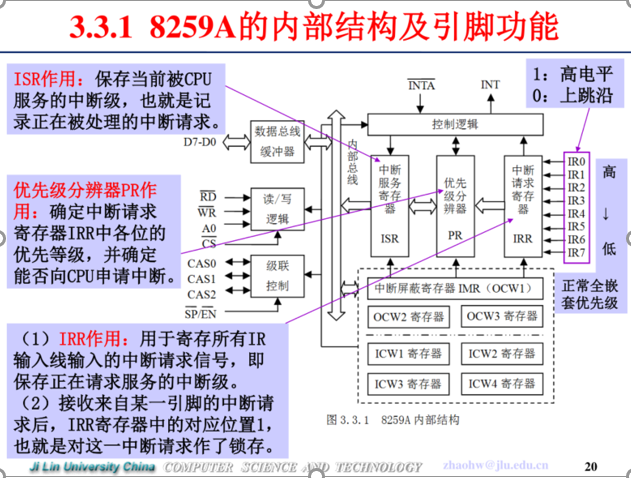 3.3.1 8259A的内部结构及引脚功能
ISR作用：保存当前被CPU
服务的中断级，也就是记
录正在被处理的中断请求。
优先级分辨器PR作
用：确定中断请求
寄存器IRR中各位的
优先等级，并确定
能否向CPU申请中断。
（1）IRR作用：用于寄存所有IR
输入线输入的中断请求信号，即
保存正在请求服务的中断级。
（2）接收来自某一引脚的中断请
求后，IRR寄存器中的对应位置1，
也就是对这一中断请求作了锁存。
INTA
INT
1：高电平
0：上跳沿
控制逻辑
D7-D0
数据总线
缓冲器
内部总线
RD
WR
A0
CS
读/写
逻辑
CAS0
CAS1
CAS2
SP/EN
级联
控制
中断
服务
寄存
器
ISR
优先
级分
辨器
PR
中断
请求
寄存
器
IRR
IR0
IR1
IR2
IR3
IR4
IR5
IR6
IR7
高
↓
低
正常全嵌
套优先级
中断屏蔽寄存器 IMR（OCW1）
OCW2 寄存器
OCW3 寄存器
ICW1 寄存器
ICW2 寄存器
ICW3 寄存器
ICW4 寄存器
图 3.3.1 8259A 内部结构
Ji Lin University China COMPUTER SCIENCE AND TECHNOLOGY zhaohw@jlu.edu.cn 20